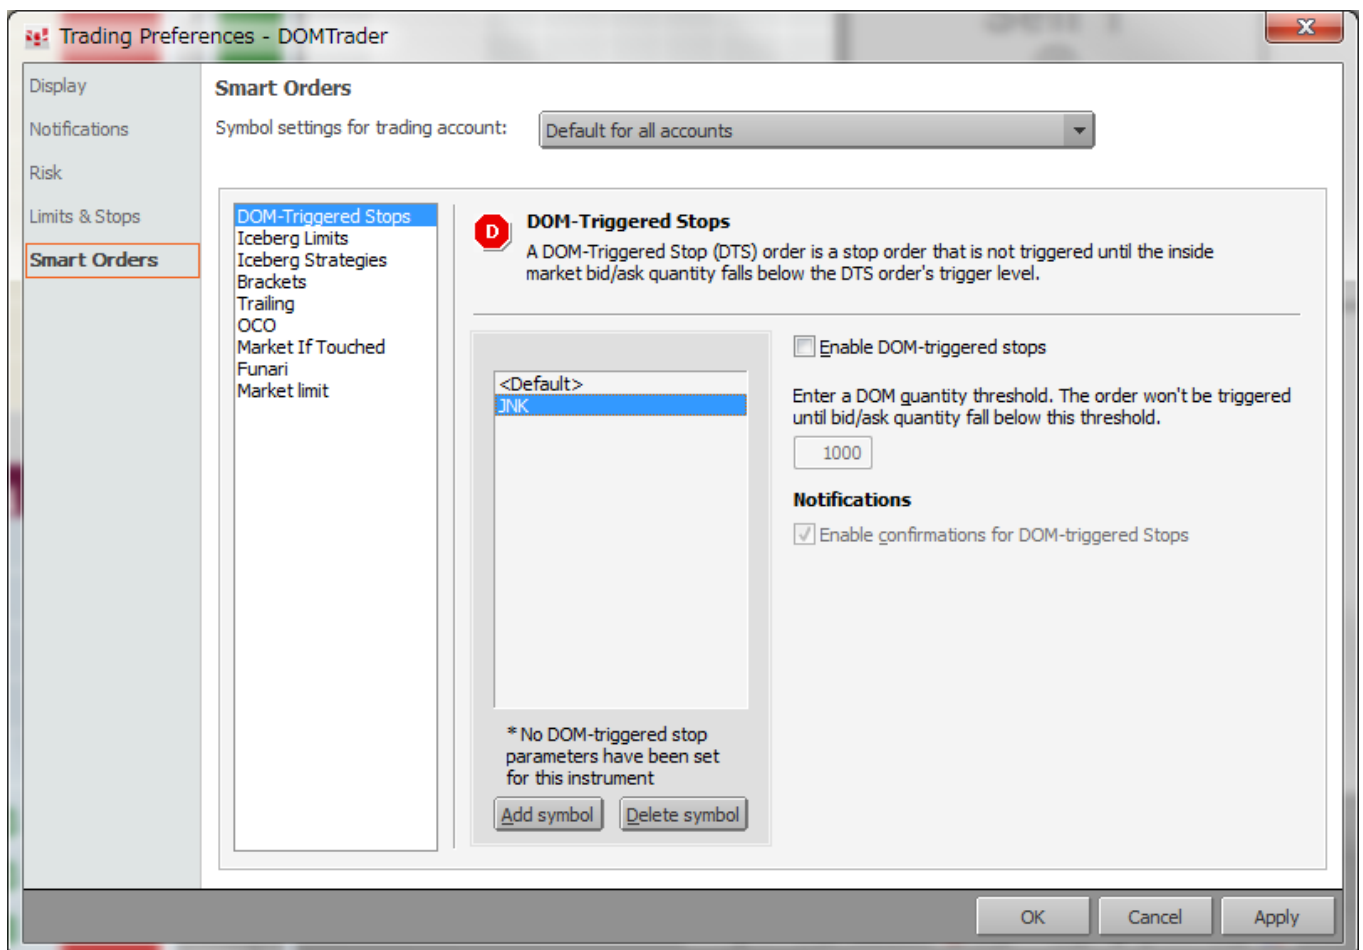 Trading Preferences - DOMTrader
Display
Notifications
Risk
Limits & Stops
Smart Orders
Smart Orders
Symbol settings for trading account:
Default for all accounts
DOM-Triggered Stops
Iceberg Limits
Iceberg Strategies
Brackets
Trailing
OCO
Market If Touched
Funari
Market limit
D
DOM-Triggered Stops
A DOM-Triggered Stop (DTS) order is a stop order that is not triggered until the inside
market bid/ask quantity falls below the DTS order's trigger level.
<Default>
JNK
* No DOM-triggered stop
parameters have been set
for this instrument
Add symbol
Delete symbol
Enable DOM-triggered stops
Enter a DOM quantity threshold. The order won't be triggered
until bid/ask quantity fall below this threshold.
1000
Notifications
Enable confirmations for DOM-triggered Stops
OK
Cancel
Apply